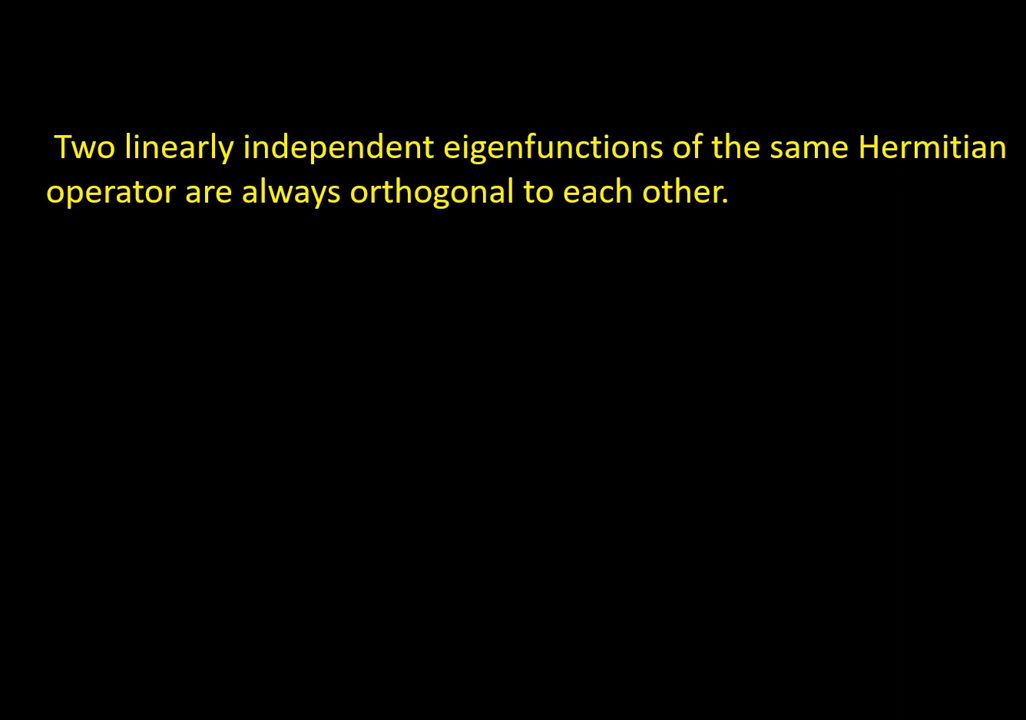 Two linearly independent eigenfunctions of the same Hermitian
operator are always orthogonal to each other.